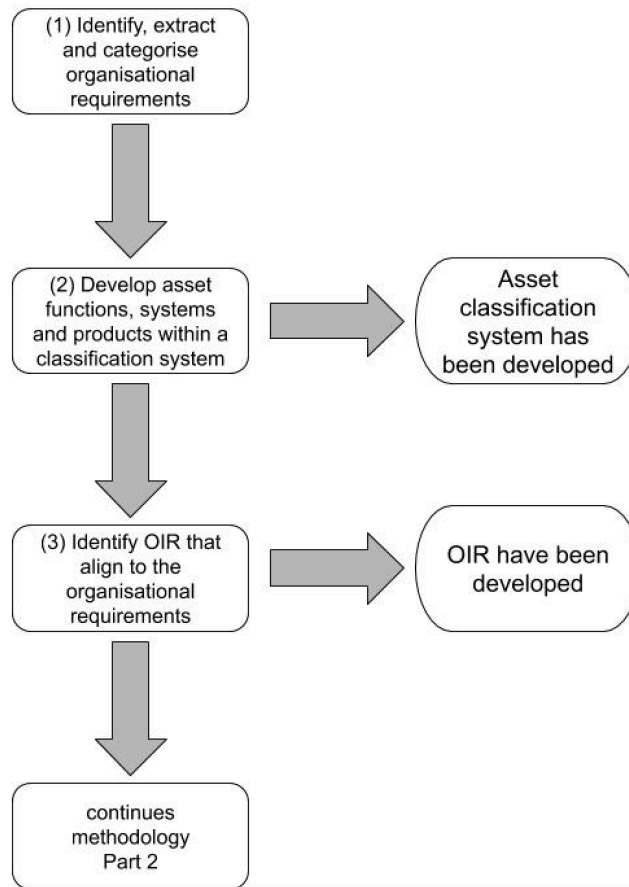 (1) Identify, extract
and categorise
organisational
requirements
(2) Develop asset
functions, systems
and products within a
classification system
Asset
classification
system has
been developed
(3) Identify OIR that
align to the
organisational
requirements
OIR have been
developed
continues
methodology
Part 2